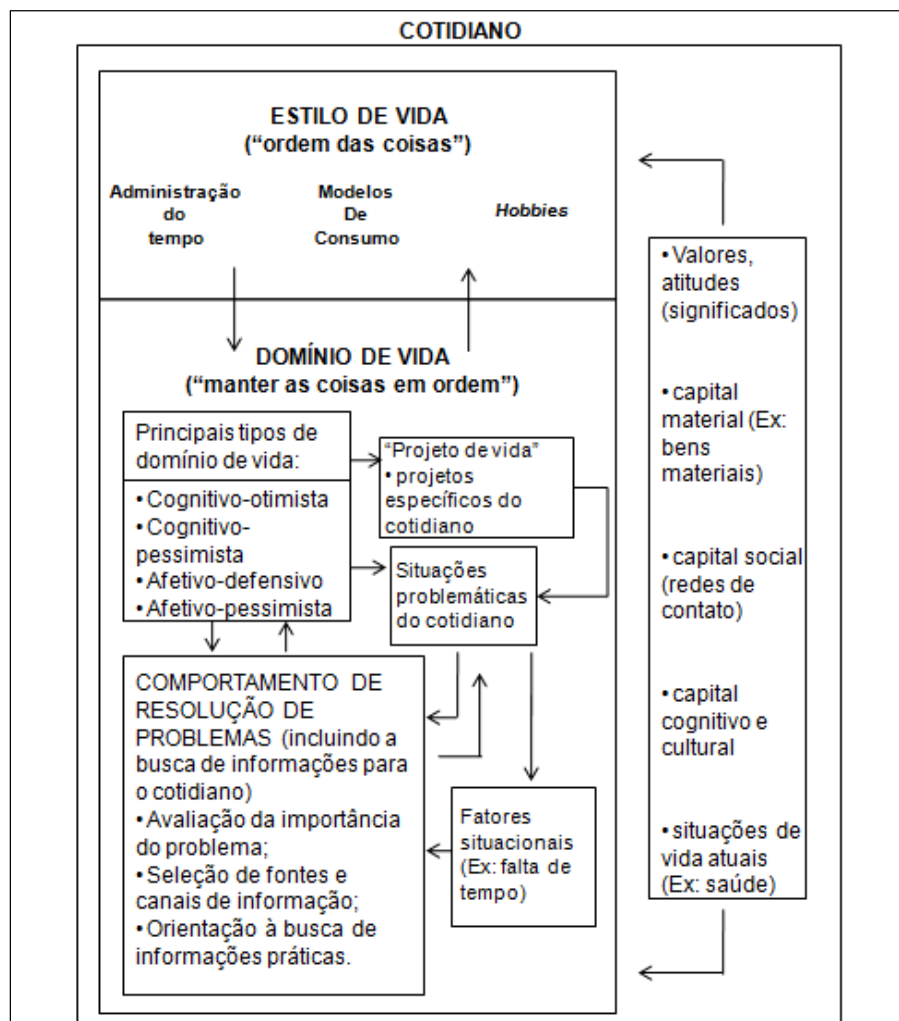 COTIDIANO
ESTILO DE VIDA
(“ordem das coisas”)
Administração
do
tempo
Modelos
De
Consumo
Hobbies
DOMÍNIO DE VIDA
(“manter as coisas em ordem”)
Principais tipos de
domínio de vida:
• Cognitivo-otimista
• Cognitivo-
pessimista
• Afetivo-defensivo
• Afetivo-pessimista
“Projeto de vida”
• projetos
específicos do
cotidiano
Situações
problemáticas
do cotidiano
COMPORTAMENTO DE
RESOLUÇÃO DE
PROBLEMAS (incluindo a
busca de informações para
o cotidiano)
• Avaliação da importância
do problema;
• Seleção de fontes e
canais de informação;
• Orientação à busca de
informações práticas.
Fatores
situacionais
(Ex: falta de
tempo)
• Valores,
atitudes
(significados)
• capital
material (Ex:
bens
materiais)
• capital social
(redes de
contato)
• capital
cognitivo e
cultural
• situações de
vida atuais
(Ex: saúde)